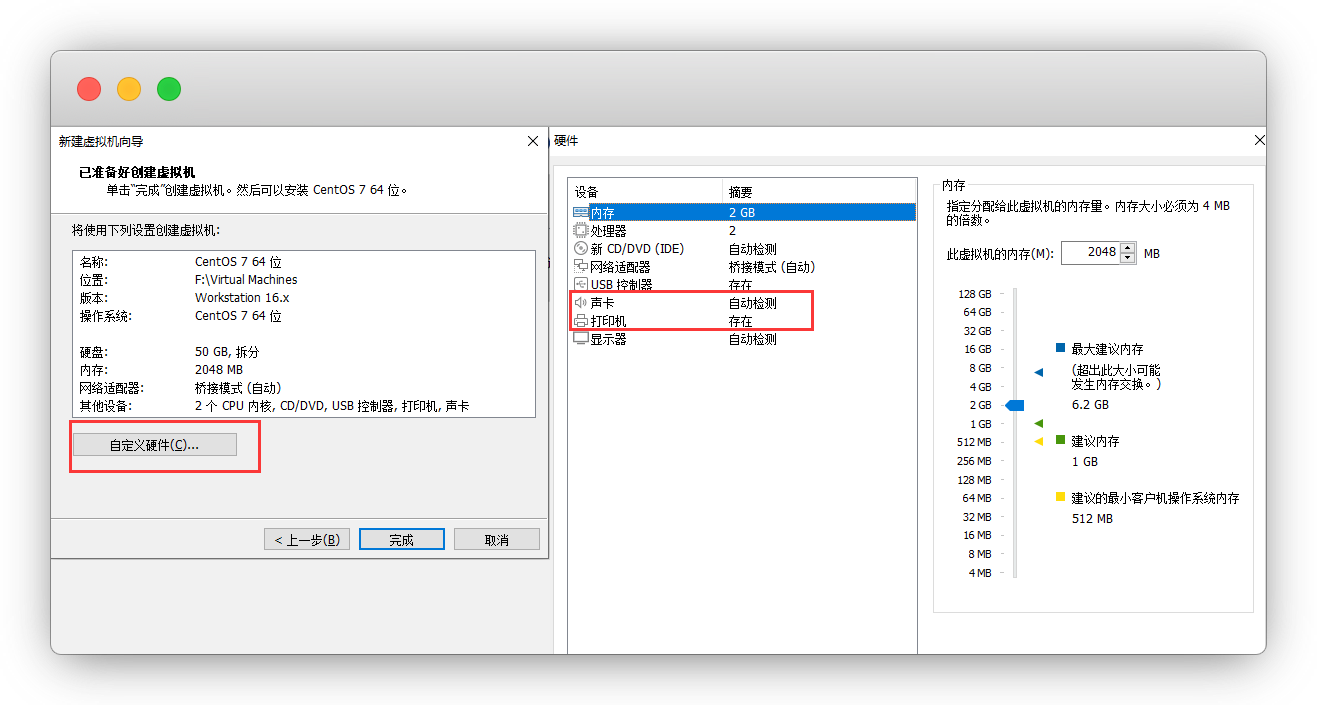 新建虚拟机向导
已准备好创建虚拟机
单击“完成”创建虚拟机。然后可以安装 CentOS 7 64 位。
将使用下列设置创建虚拟机:
名称: CentOS 7 64 位
位置: F:\Virtual Machines
版本: Workstation 16.x
操作系统: CentOS 7 64 位
硬盘: 50 GB, 拆分
内存: 2048 MB
网络适配器: 桥接模式 (自动)
其他设备: 2 个 CPU 内核, CD/DVD, USB 控制器, 打印机, 声卡
自定义硬件(C)...
< 上一步(B)
完成
取消
硬件
设备 摘要
内存 2 GB
处理器 2
新 CD/DVD (IDE) 自动检测
网络适配器 桥接模式 (自动)
USB 控制器 存在
声卡 自动检测
打印机 存在
显示器 自动检测
内存
指定分配给此虚拟机的内存量。内存大小必须为 4 MB
的倍数。
此虚拟机的内存(M): 2048 MB
128 GB
64 GB
32 GB
16 GB
8 GB
4 GB
2 GB
1 GB
512 MB
256 MB
128 MB
64 MB
32 MB
16 MB
8 MB
4 MB
最大建议内存
(超出此大小可能
发生内存交换。)
6.2 GB
建议内存
1 GB
建议的最小客户机操作系统内存
512 MB